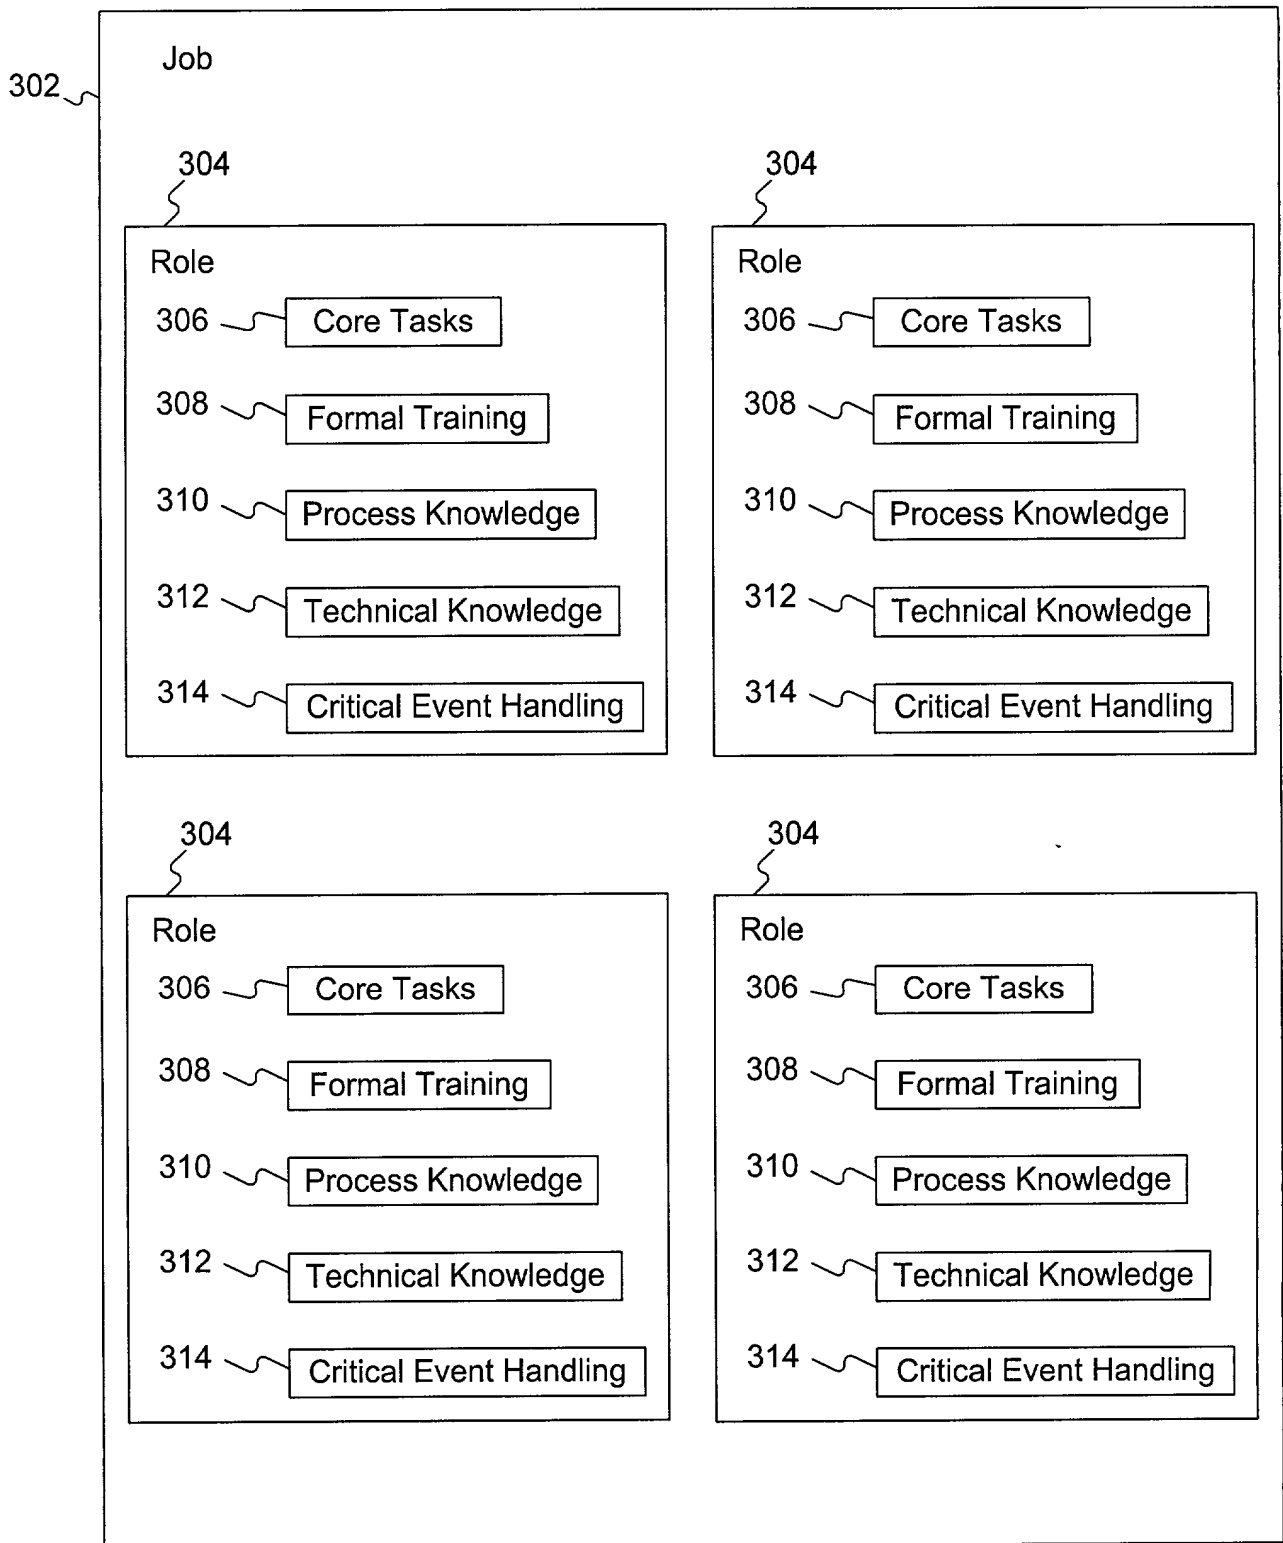 Job
302
304
Role
306 Core Tasks
308 Formal Training
310 Process Knowledge
312 Technical Knowledge
314 Critical Event Handling
304
Role
306 Core Tasks
308 Formal Training
310 Process Knowledge
312 Technical Knowledge
314 Critical Event Handling
304
Role
306 Core Tasks
308 Formal Training
310 Process Knowledge
312 Technical Knowledge
314 Critical Event Handling
304
Role
306 Core Tasks
308 Formal Training
310 Process Knowledge
312 Technical Knowledge
314 Critical Event Handling